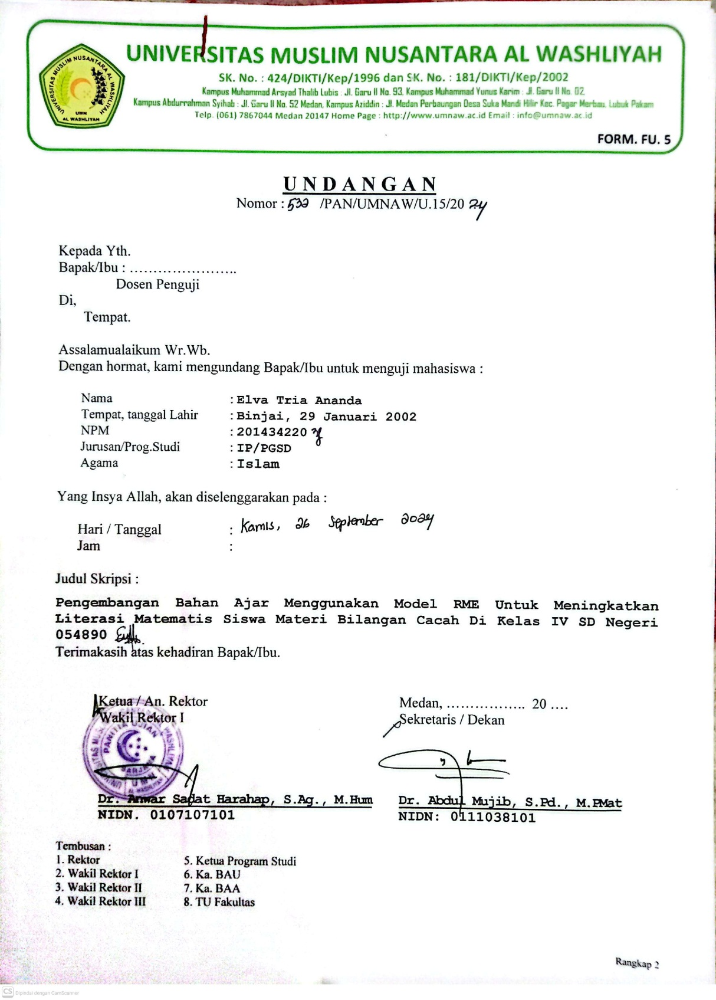 UNIVERSITAS MUSLIM NUSANTARA AL WASHLIYAH
SK. No. : 424/DIKTI/Kep/1996 dan SK. No. : 181/DIKTI/Kep/2002
Kampus Muhammad Arsyad Thalib Lubis : Jl. Garu II No. 93, Kampus Muhammad Yunus Karim : Jl. Garu II No. 02,
Kampus Abdurrahman Syihab : Jl. Garu II No. 52 Medan, Kampus Aziddin : Jl. Medan Perbaungan Desa Suka Mandi Hilir Kec. Pagar Merbau, Lubuk Pakam
Telp. (061) 7867044 Medan 20147 Home Page : http://www.umnaw.ac.id Email : info@umnaw.ac.id
UNIVERSITAS MUSLIM NUSANTARA AL WASHLIYAH
UMN
AL WASHLIYAH
FORM. FU. 5
UNDANGAN
Nomor : 532 /PAN/UMNAW/U.15/20 24
Kepada Yth.
Bapak/Ibu : ........................
Dosen Penguji
Di,
Tempat.
Assalamualaikum Wr.Wb.
Dengan hormat, kami mengundang Bapak/Ibu untuk menguji mahasiswa :
Nama : Elva Tria Ananda
Tempat, tanggal Lahir : Binjai, 29 Januari 2002
NPM : 201434220
Jurusan/Prog.Studi : IP/PGSD
Agama : Islam
Yang Insya Allah, akan diselenggarakan pada :
Hari / Tanggal : Kamis, 26 September 2024
Jam :
Judul Skripsi :
Pengembangan Bahan Ajar Menggunakan Model RME Untuk Meningkatkan
Literasi Matematis Siswa Materi Bilangan Cacah Di Kelas IV SD Negeri
054890
Terimakasih atas kehadiran Bapak/Ibu.
Ketua / An. Rektor
Wakil Rektor I
PANITIA UJIAN
SARJANA
UMN
AL WASHLIYAH
Dr. Anwar Sadat Harahap, S.Ag., M.Hum
NIDN. 0107107101
Medan, ................. 20 ....
Sekretaris / Dekan
Dr. Abdul Mujib, S.Pd., M.PMat
NIDN: 0111038101
Tembusan :
1. Rektor
2. Wakil Rektor I
3. Wakil Rektor II
4. Wakil Rektor III
5. Ketua Program Studi
6. Ka. BAU
7. Ka. BAA
8. TU Fakultas
Rangkap 2
CS Dipindai dengan CamScanner